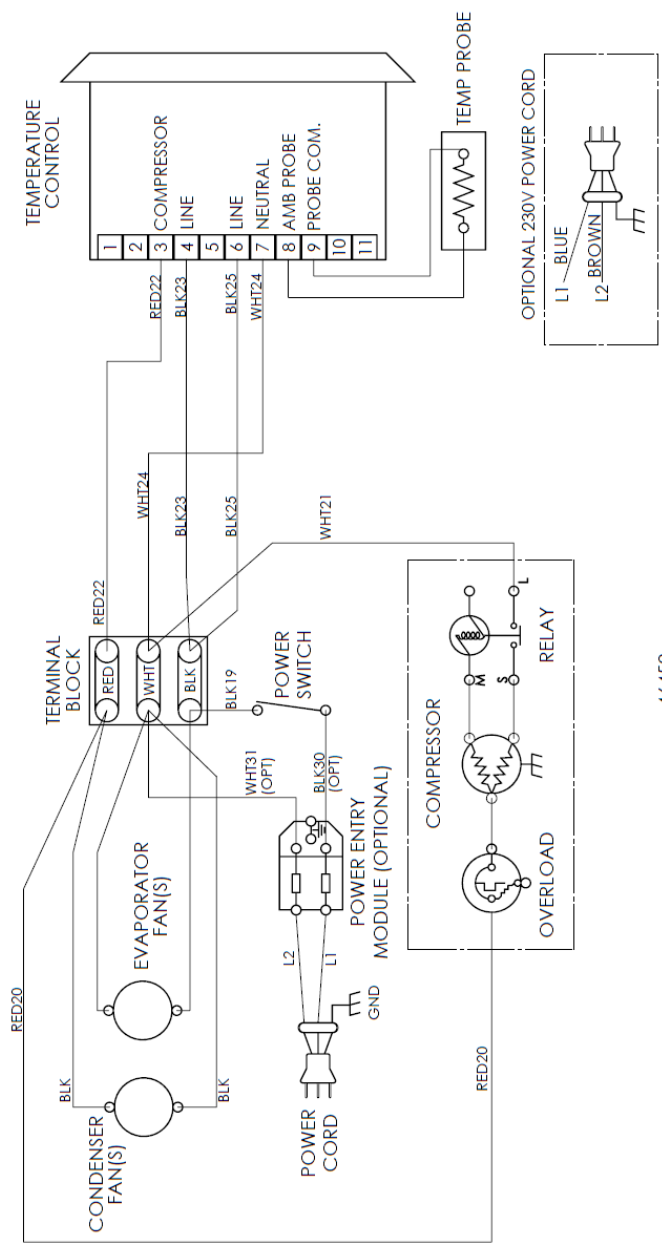 TEMPERATURE
CONTROL
1
2
3 COMPRESSOR
4 LINE
5
6 LINE
7 NEUTRAL
8 AMB PROBE
9 PROBE COM.
10
11
RED22
BLK23
BLK25
WHT24
TEMP PROBE
OPTIONAL 230V POWER CORD
L1 BLUE
L2 BROWN
TERMINAL
BLOCK
RED
WHT
BLK
RED22
WHT24
BLK23
BLK25
WHT21
BLK19
POWER
SWITCH
WHT31
(OPT)
BLK30
(OPT)
POWER ENTRY
MODULE (OPTIONAL)
EVAPORATOR
FAN(S)
CONDENSER
FAN(S)
BLK
BLK
RED20
L2
L1
GND
POWER
CORD
COMPRESSOR
M
S
L
RELAY
OVERLOAD
RED20